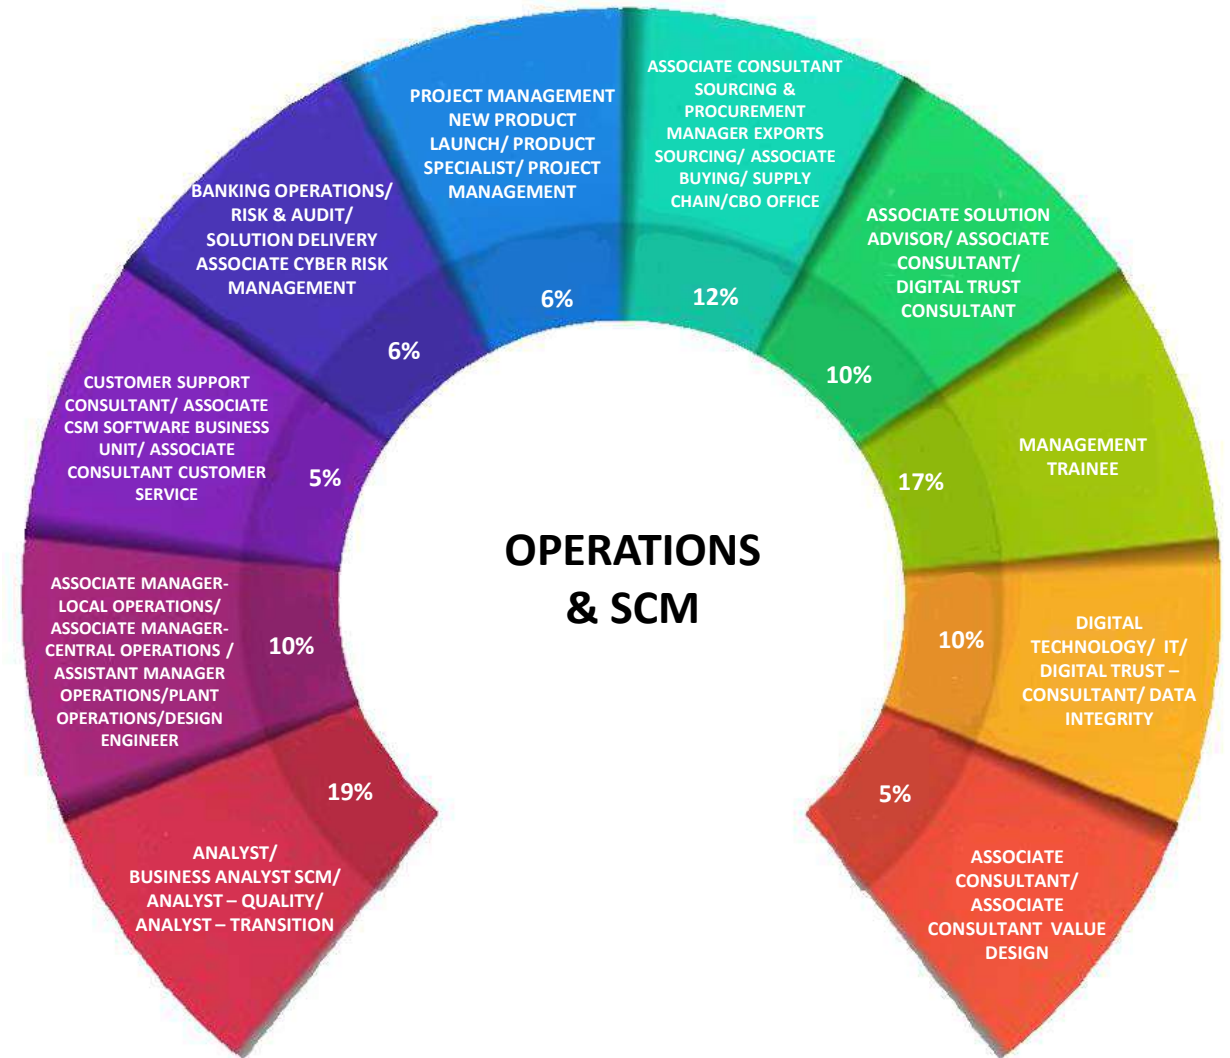 ASSOCIATE CONSULTANT
SOURCING &
PROCUREMENT
MANAGER EXPORTS
SOURCING/ ASSOCIATE
BUYING/ SUPPLY
CHAIN/CBO OFFICE
12%
ASSOCIATE SOLUTION
ADVISOR/ ASSOCIATE
CONSULTANT/
DIGITAL TRUST
CONSULTANT
10%
MANAGEMENT
TRAINEE
17%
DIGITAL
TECHNOLOGY/ IT/
DIGITAL TRUST –
CONSULTANT/ DATA
INTEGRITY
10%
ASSOCIATE
CONSULTANT/
ASSOCIATE
CONSULTANT VALUE
DESIGN
5%
PROJECT MANAGEMENT
NEW PRODUCT
LAUNCH/ PRODUCT
SPECIALIST/ PROJECT
MANAGEMENT
6%
BANKING OPERATIONS/
RISK & AUDIT/
SOLUTION DELIVERY
ASSOCIATE CYBER RISK
MANAGEMENT
6%
CUSTOMER SUPPORT
CONSULTANT/ ASSOCIATE
CSM SOFTWARE BUSINESS
UNIT/ ASSOCIATE
CONSULTANT CUSTOMER
SERVICE
5%
ASSOCIATE MANAGER-
LOCAL OPERATIONS/
ASSOCIATE MANAGER-
CENTRAL OPERATIONS /
ASSISTANT MANAGER
OPERATIONS/PLANT
OPERATIONS/DESIGN
ENGINEER
10%
ANALYST/
BUSINESS ANALYST SCM/
ANALYST – QUALITY/
ANALYST – TRANSITION
19%
OPERATIONS
& SCM